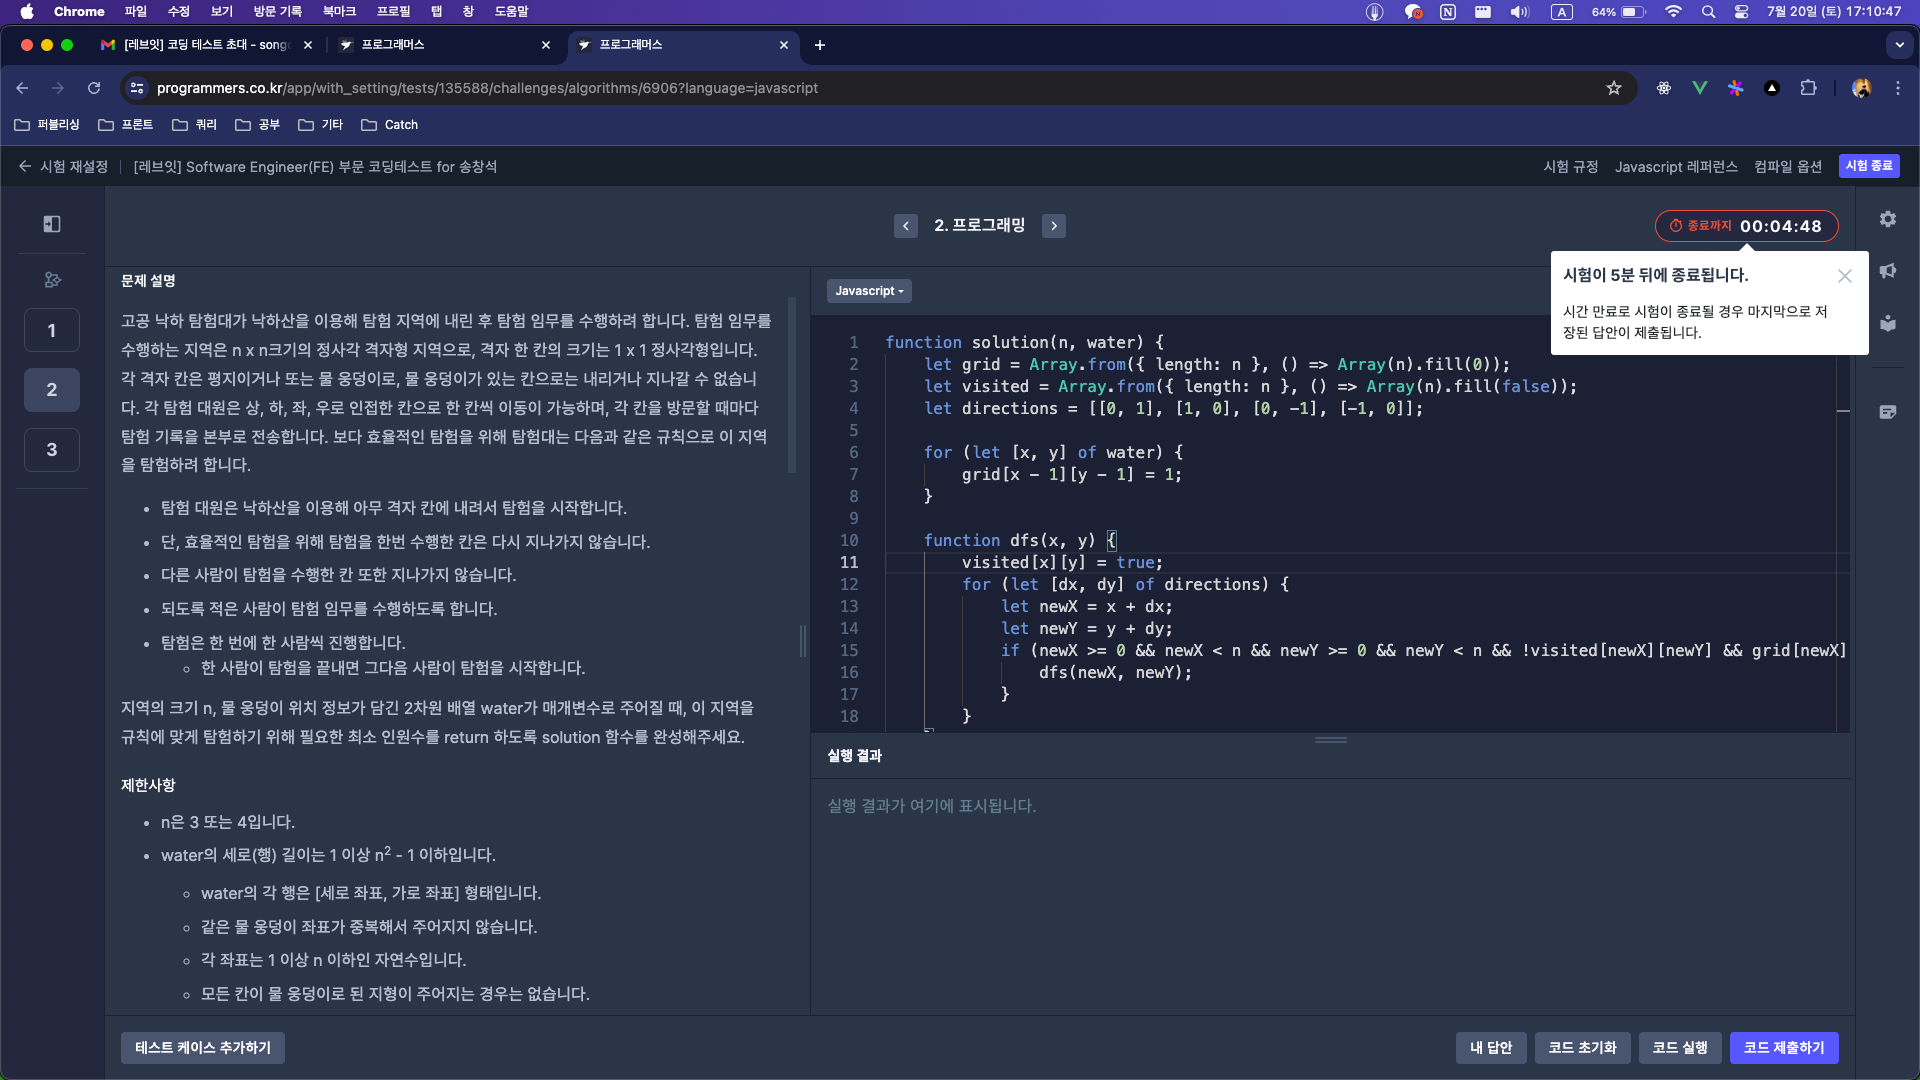 Chrome 파일 수정 보기 방문 기록 북마크 프로필 탭 창 도움말 A 64% 7월 20일 (토) 17:10:47
[레브잇] 코딩 테스트 초대 - song 프로그래머스 프로그래머스
programmers.co.kr/app/with_setting/tests/135588/challenges/algorithms/6906?language=javascript
퍼블리싱 프론트 쿼리 공부 기타 Catch
시험 재설정 [레브잇] Software Engineer(FE) 부문 코딩테스트 for 송창석 시험 규정 Javascript 레퍼런스 컴파일 옵션 시험 종료
2. 프로그래밍
종료까지 00:04:48
시험이 5분 뒤에 종료됩니다.
시간 만료로 시험이 종료될 경우 마지막으로 저
장된 답안이 제출됩니다.
1
2
3
문제 설명
고공 낙하 탐험대가 낙하산을 이용해 탐험 지역에 내린 후 탐험 임무를 수행하려 합니다. 탐험 임무를
수행하는 지역은 n x n크기의 정사각 격자형 지역으로, 격자 한 칸의 크기는 1 x 1 정사각형입니다.
각 격자 칸은 평지이거나 또는 물 웅덩이로, 물 웅덩이가 있는 칸으로는 내리거나 지나갈 수 없습니
다. 각 탐험 대원은 상, 하, 좌, 우로 인접한 칸으로 한 칸씩 이동이 가능하며, 각 칸을 방문할 때마다
탐험 기록을 본부로 전송합니다. 보다 효율적인 탐험을 위해 탐험대는 다음과 같은 규칙으로 이 지역
을 탐험하려 합니다.
• 탐험 대원은 낙하산을 이용해 아무 격자 칸에 내려서 탐험을 시작합니다.
• 단, 효율적인 탐험을 위해 탐험을 한번 수행한 칸은 다시 지나가지 않습니다.
• 다른 사람이 탐험을 수행한 칸 또한 지나가지 않습니다.
• 되도록 적은 사람이 탐험 임무를 수행하도록 합니다.
• 탐험은 한 번에 한 사람씩 진행합니다.
◦ 한 사람이 탐험을 끝내면 그다음 사람이 탐험을 시작합니다.
지역의 크기 n, 물 웅덩이 위치 정보가 담긴 2차원 배열 water가 매개변수로 주어질 때, 이 지역을
규칙에 맞게 탐험하기 위해 필요한 최소 인원수를 return 하도록 solution 함수를 완성해주세요.
제한사항
• n은 3 또는 4입니다.
• water의 세로(행) 길이는 1 이상 n² - 1 이하입니다.
◦ water의 각 행은 [세로 좌표, 가로 좌표] 형태입니다.
◦ 같은 물 웅덩이 좌표가 중복해서 주어지지 않습니다.
◦ 각 좌표는 1 이상 n 이하인 자연수입니다.
◦ 모든 칸이 물 웅덩이로 된 지형이 주어지는 경우는 없습니다.
Javascript
1 function solution(n, water) {
2 let grid = Array.from({ length: n }, () => Array(n).fill(0));
3 let visited = Array.from({ length: n }, () => Array(n).fill(false));
4 let directions = [[0, 1], [1, 0], [0, -1], [-1, 0]];
5
6 for (let [x, y] of water) {
7 grid[x - 1][y - 1] = 1;
8 }
9
10 function dfs(x, y) {
11 visited[x][y] = true;
12 for (let [dx, dy] of directions) {
13 let newX = x + dx;
14 let newY = y + dy;
15 if (newX >= 0 && newX < n && newY >= 0 && newY < n && !visited[newX][newY] && grid[newX]
16 dfs(newX, newY);
17 }
18 }
실행 결과
실행 결과가 여기에 표시됩니다.
테스트 케이스 추가하기 내 답안 코드 초기화 코드 실행 코드 제출하기